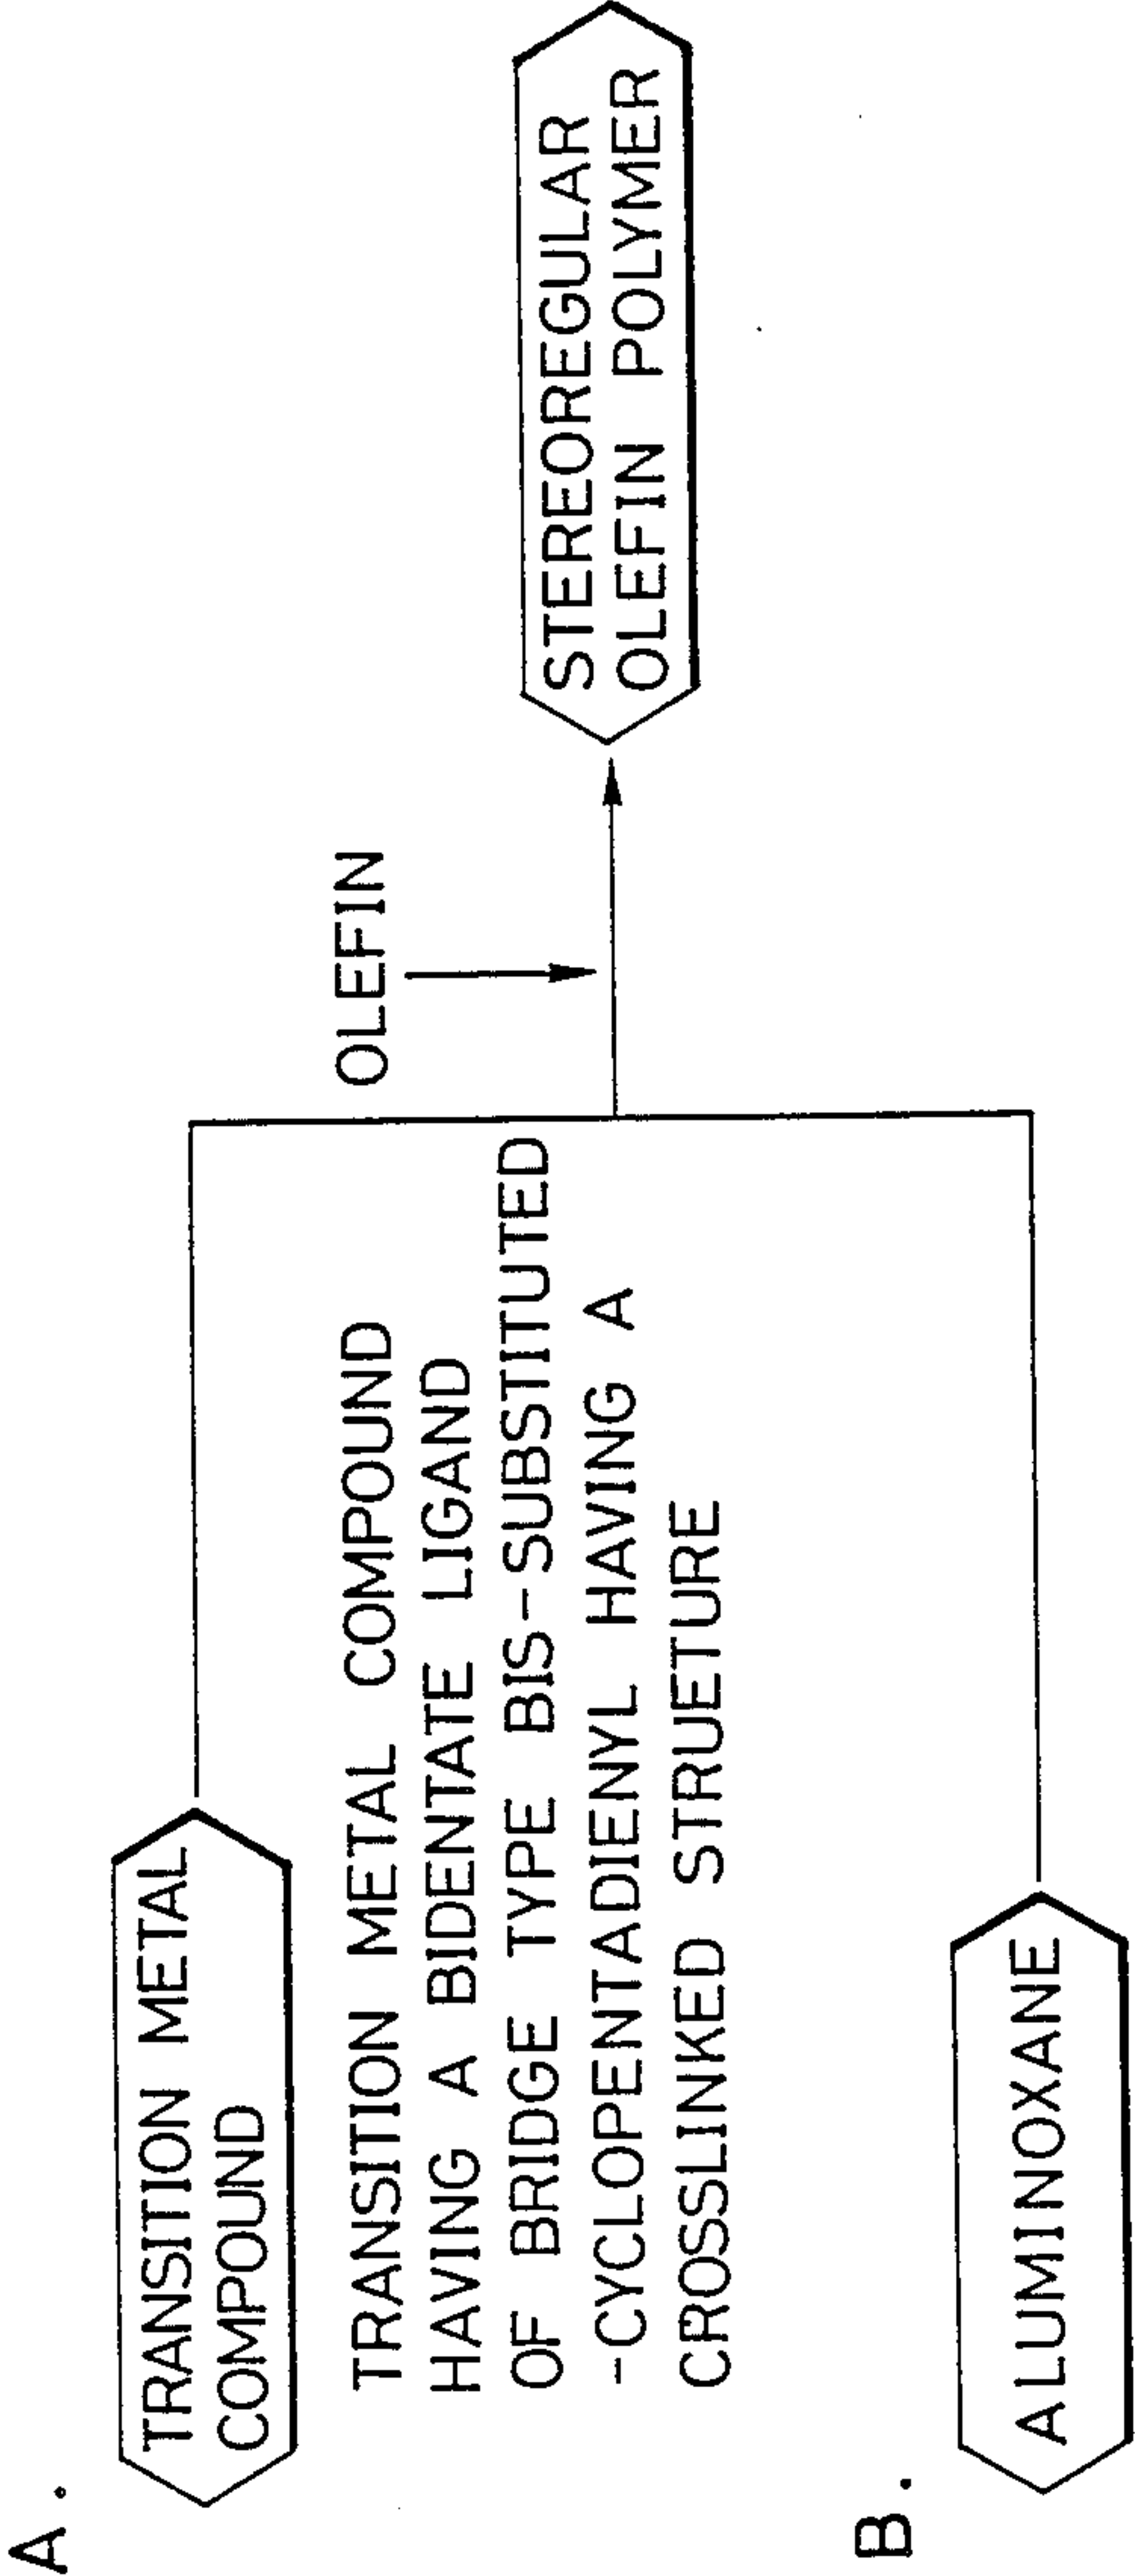 A.
TRANSITION METAL
COMPOUND
TRANSITION METAL COMPOUND
HAVING A BIDENTATE LIGAND
OF BRIDGE TYPE BIS-SUBSTITUTED
-CYCLOPENTADIENYL HAVING A
CROSSLINKED STRUETURE
B.
ALUMINOXANE
OLEFIN
STEREOREGULAR
OLEFIN POLYMER